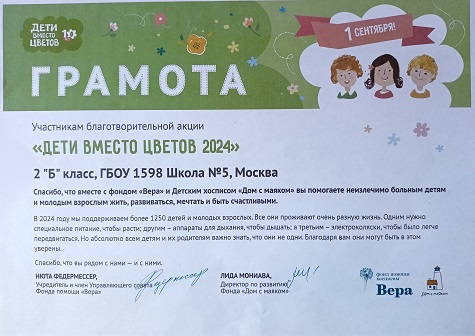 ДЕТИ
ВМЕСТО
ЦВЕТОВ
1 СЕНТЯБРЯ!
ГРАМОТА
Участникам благотворительной акции
«ДЕТИ ВМЕСТО ЦВЕТОВ 2024»
2 "Б" класс, ГБОУ 1598 Школа №5, Москва
Спасибо, что вместе с фондом «Вера» и Детским хосписом «Дом с маяком» вы помогаете неизлечимо больным детям
и молодым взрослым жить, развиваться, мечтать и быть счастливыми.
В 2024 году мы поддерживаем более 1250 детей и молодых взрослых. Все они проживают очень разную жизнь. Одним нужно
специальное питание, чтобы расти; другим – аппараты для дыхания, чтобы дышать; а третьим – электроколяски, чтобы было легче
передвигаться. Но абсолютно всем детям и их родителям важно знать, что они не одни. Благодаря вам они могут быть в этом
уверены.
Спасибо, что вы рядом с нами — и с ними.
НЮТА ФЕДЕРМЕССЕР,
Учредитель и член Управляющего совета
Фонда помощи «Вера»
ЛИДА МОНИАВА,
Директор по развитию
Фонда «Дом с маяком»
Фонд помощи
хосписам
Вера
Дом с маяком